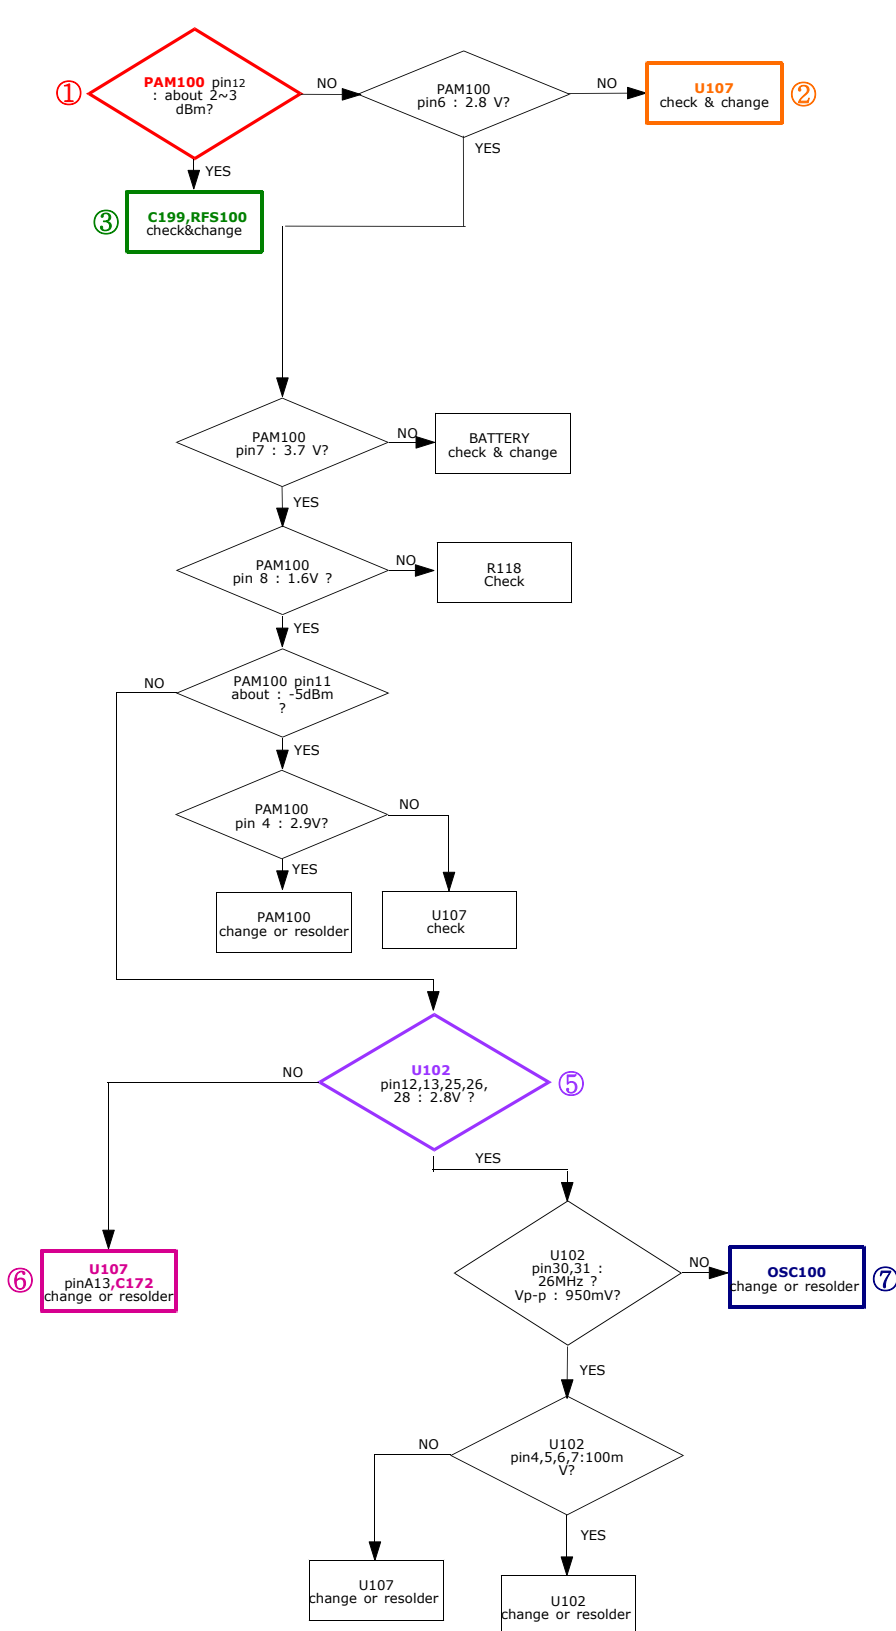 ①
PAM100 pin12
: about 2~3
dBm?
NO
PAM100
pin6 : 2.8 V?
NO
U107
check & change
②
YES
YES
③
C199,RFS100
check&change
PAM100
pin7 : 3.7 V?
NO
BATTERY
check & change
YES
PAM100
pin 8 : 1.6V ?
NO
R118
Check
YES
NO
PAM100 pin11
about : -5dBm
?
YES
PAM100
pin 4 : 2.9V?
NO
YES
PAM100
change or resolder
U107
check
U102
pin12,13,25,26,
28 : 2.8V ?
⑤
NO
YES
⑥
U107
pinA13,C172
change or resolder
U102
pin30,31 :
26MHz ?
Vp-p : 950mV?
NO
OSC100
change or resolder
⑦
YES
U102
pin4,5,6,7:100m
V?
NO
YES
U107
change or resolder
U102
change or resolder